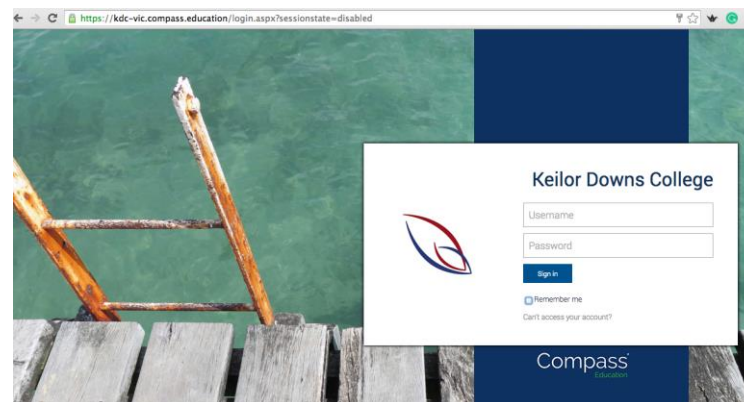 https://kdc-vic.compass.education/login.aspx?sessionstate=disabled
Keilor Downs College
Username
Password
Sign in
Remember me
Can't access your account?
Compass
Education